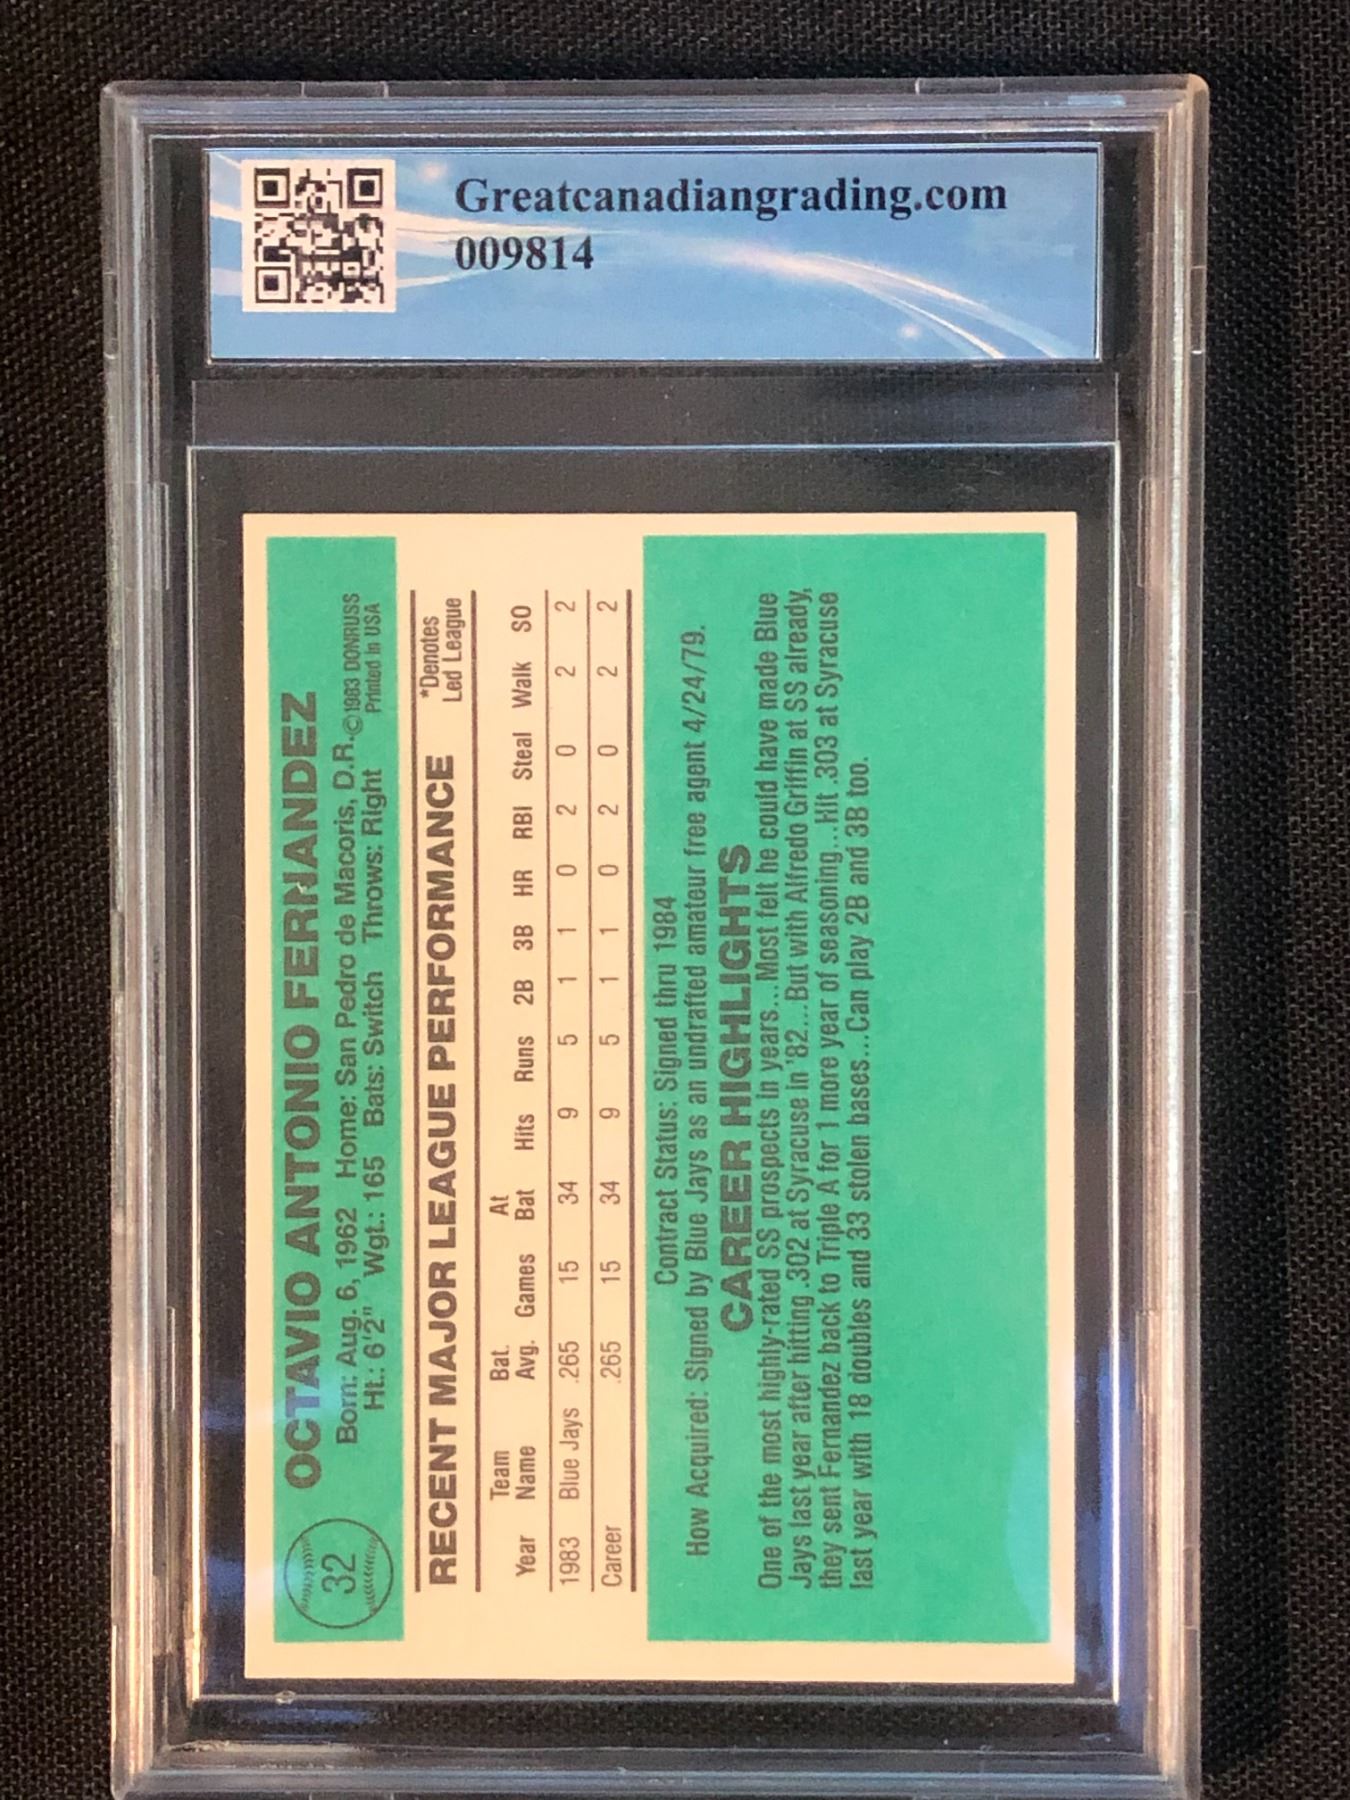 Greatcanadiangrading.com
009814
32
OCTAVIO ANTONIO FERNANDEZ
Born: Aug. 6, 1962 Home: San Pedro de Macoris, D.R. ©1983 DONRUSS
Ht.: 6'2" Wgt.: 165 Bats: Switch Throws: Right Printed in USA
RECENT MAJOR LEAGUE PERFORMANCE *Denotes
Led League
Team Bat. At
Year Name Avg. Games Bat Hits Runs 2B 3B HR RBI Steal Walk SO
1983 Blue Jays .265 15 34 9 5 1 1 0 2 0 2 2
Career .265 15 34 9 5 1 1 0 2 0 2 2
Contract Status: Signed thru 1984
How Acquired: Signed by Blue Jays as an undrafted amateur free agent 4/24/79.
CAREER HIGHLIGHTS
One of the most highly-rated SS prospects in years...Most felt he could have made Blue
Jays last year after hitting .302 at Syracuse in '82...But with Alfredo Griffin at SS already,
they sent Fernandez back to Triple A for 1 more year of seasoning...Hit .303 at Syracuse
last year with 18 doubles and 33 stolen bases...Can play 2B and 3B too.